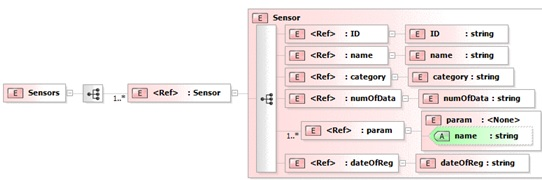 E Sensor
E <Ref> : ID E ID : string
E <Ref> : name E name : string
E <Ref> : category E category : string
Sensors E 1..* E <Ref> : Sensor
E <Ref> : numOfData E numOfData : string
1..* E <Ref> : param E param : <None>
A name : string
E <Ref> : dateOfReg E dateOfReg : string